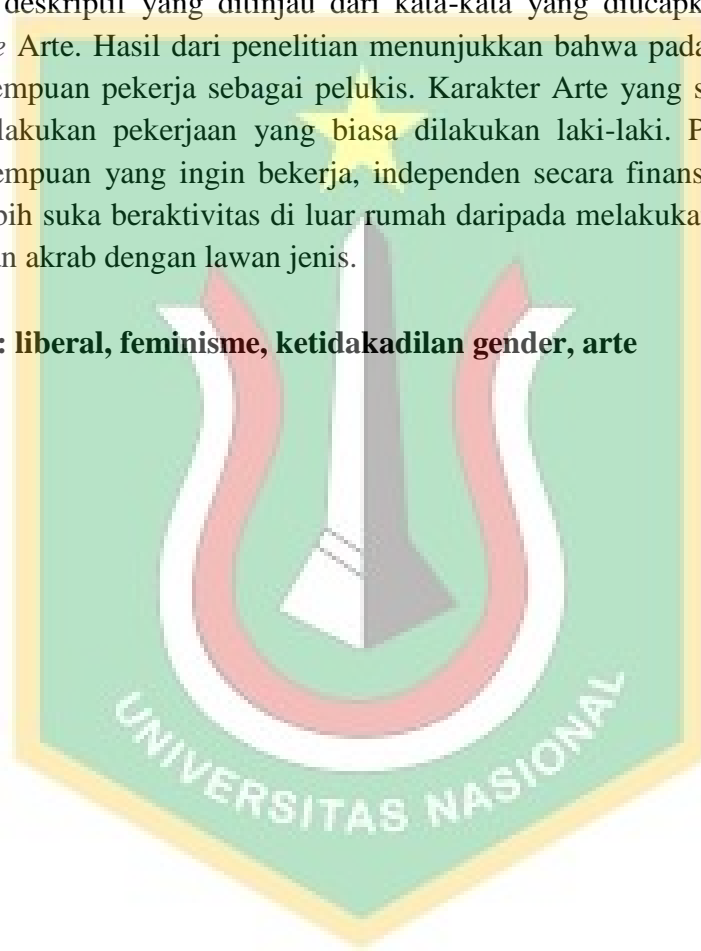 deskriptif yang ditinjau dari kata-kata yang diucapk
e Arte. Hasil dari penelitian menunjukkan bahwa pada
empuan pekerja sebagai pelukis. Karakter Arte yang s
lakukan pekerjaan yang biasa dilakukan laki-laki. P
empuan yang ingin bekerja, independen secara finans
bih suka beraktivitas di luar rumah daripada melakuka
an akrab dengan lawan jenis.
: liberal, feminisme, ketidakadilan gender, arte
UNIVERSITAS NASIONAL